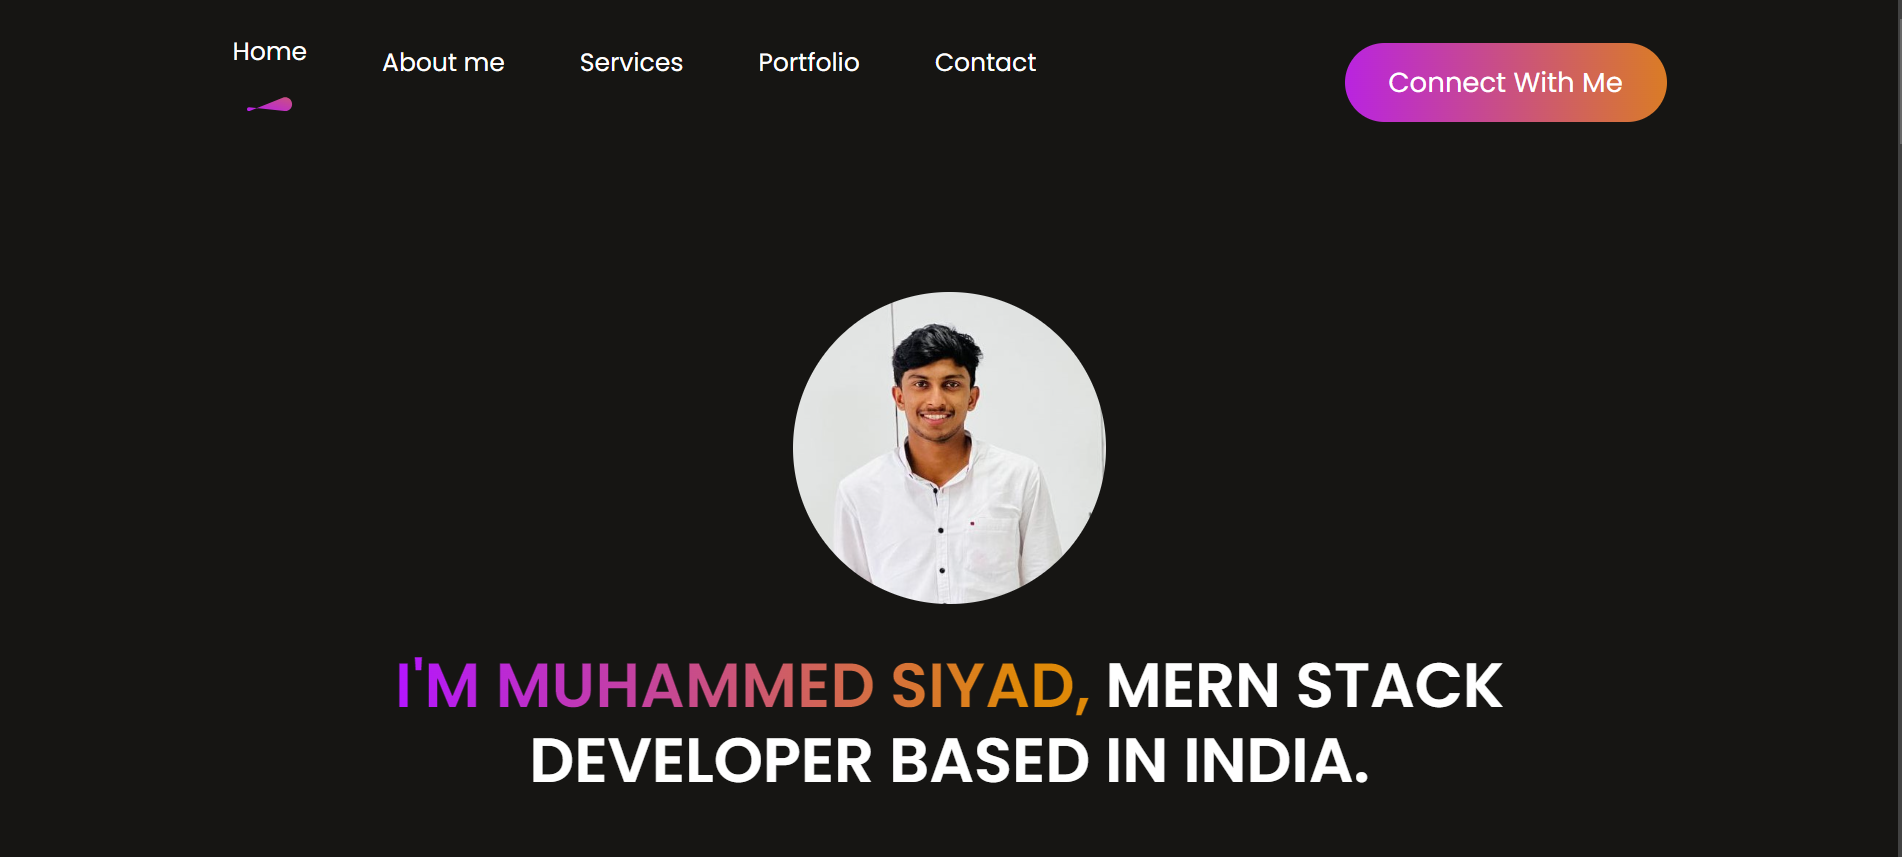 Home
About me
Services
Portfolio
Contact
Connect With Me
I'M MUHAMMED SIYAD, MERN STACK
DEVELOPER BASED IN INDIA.